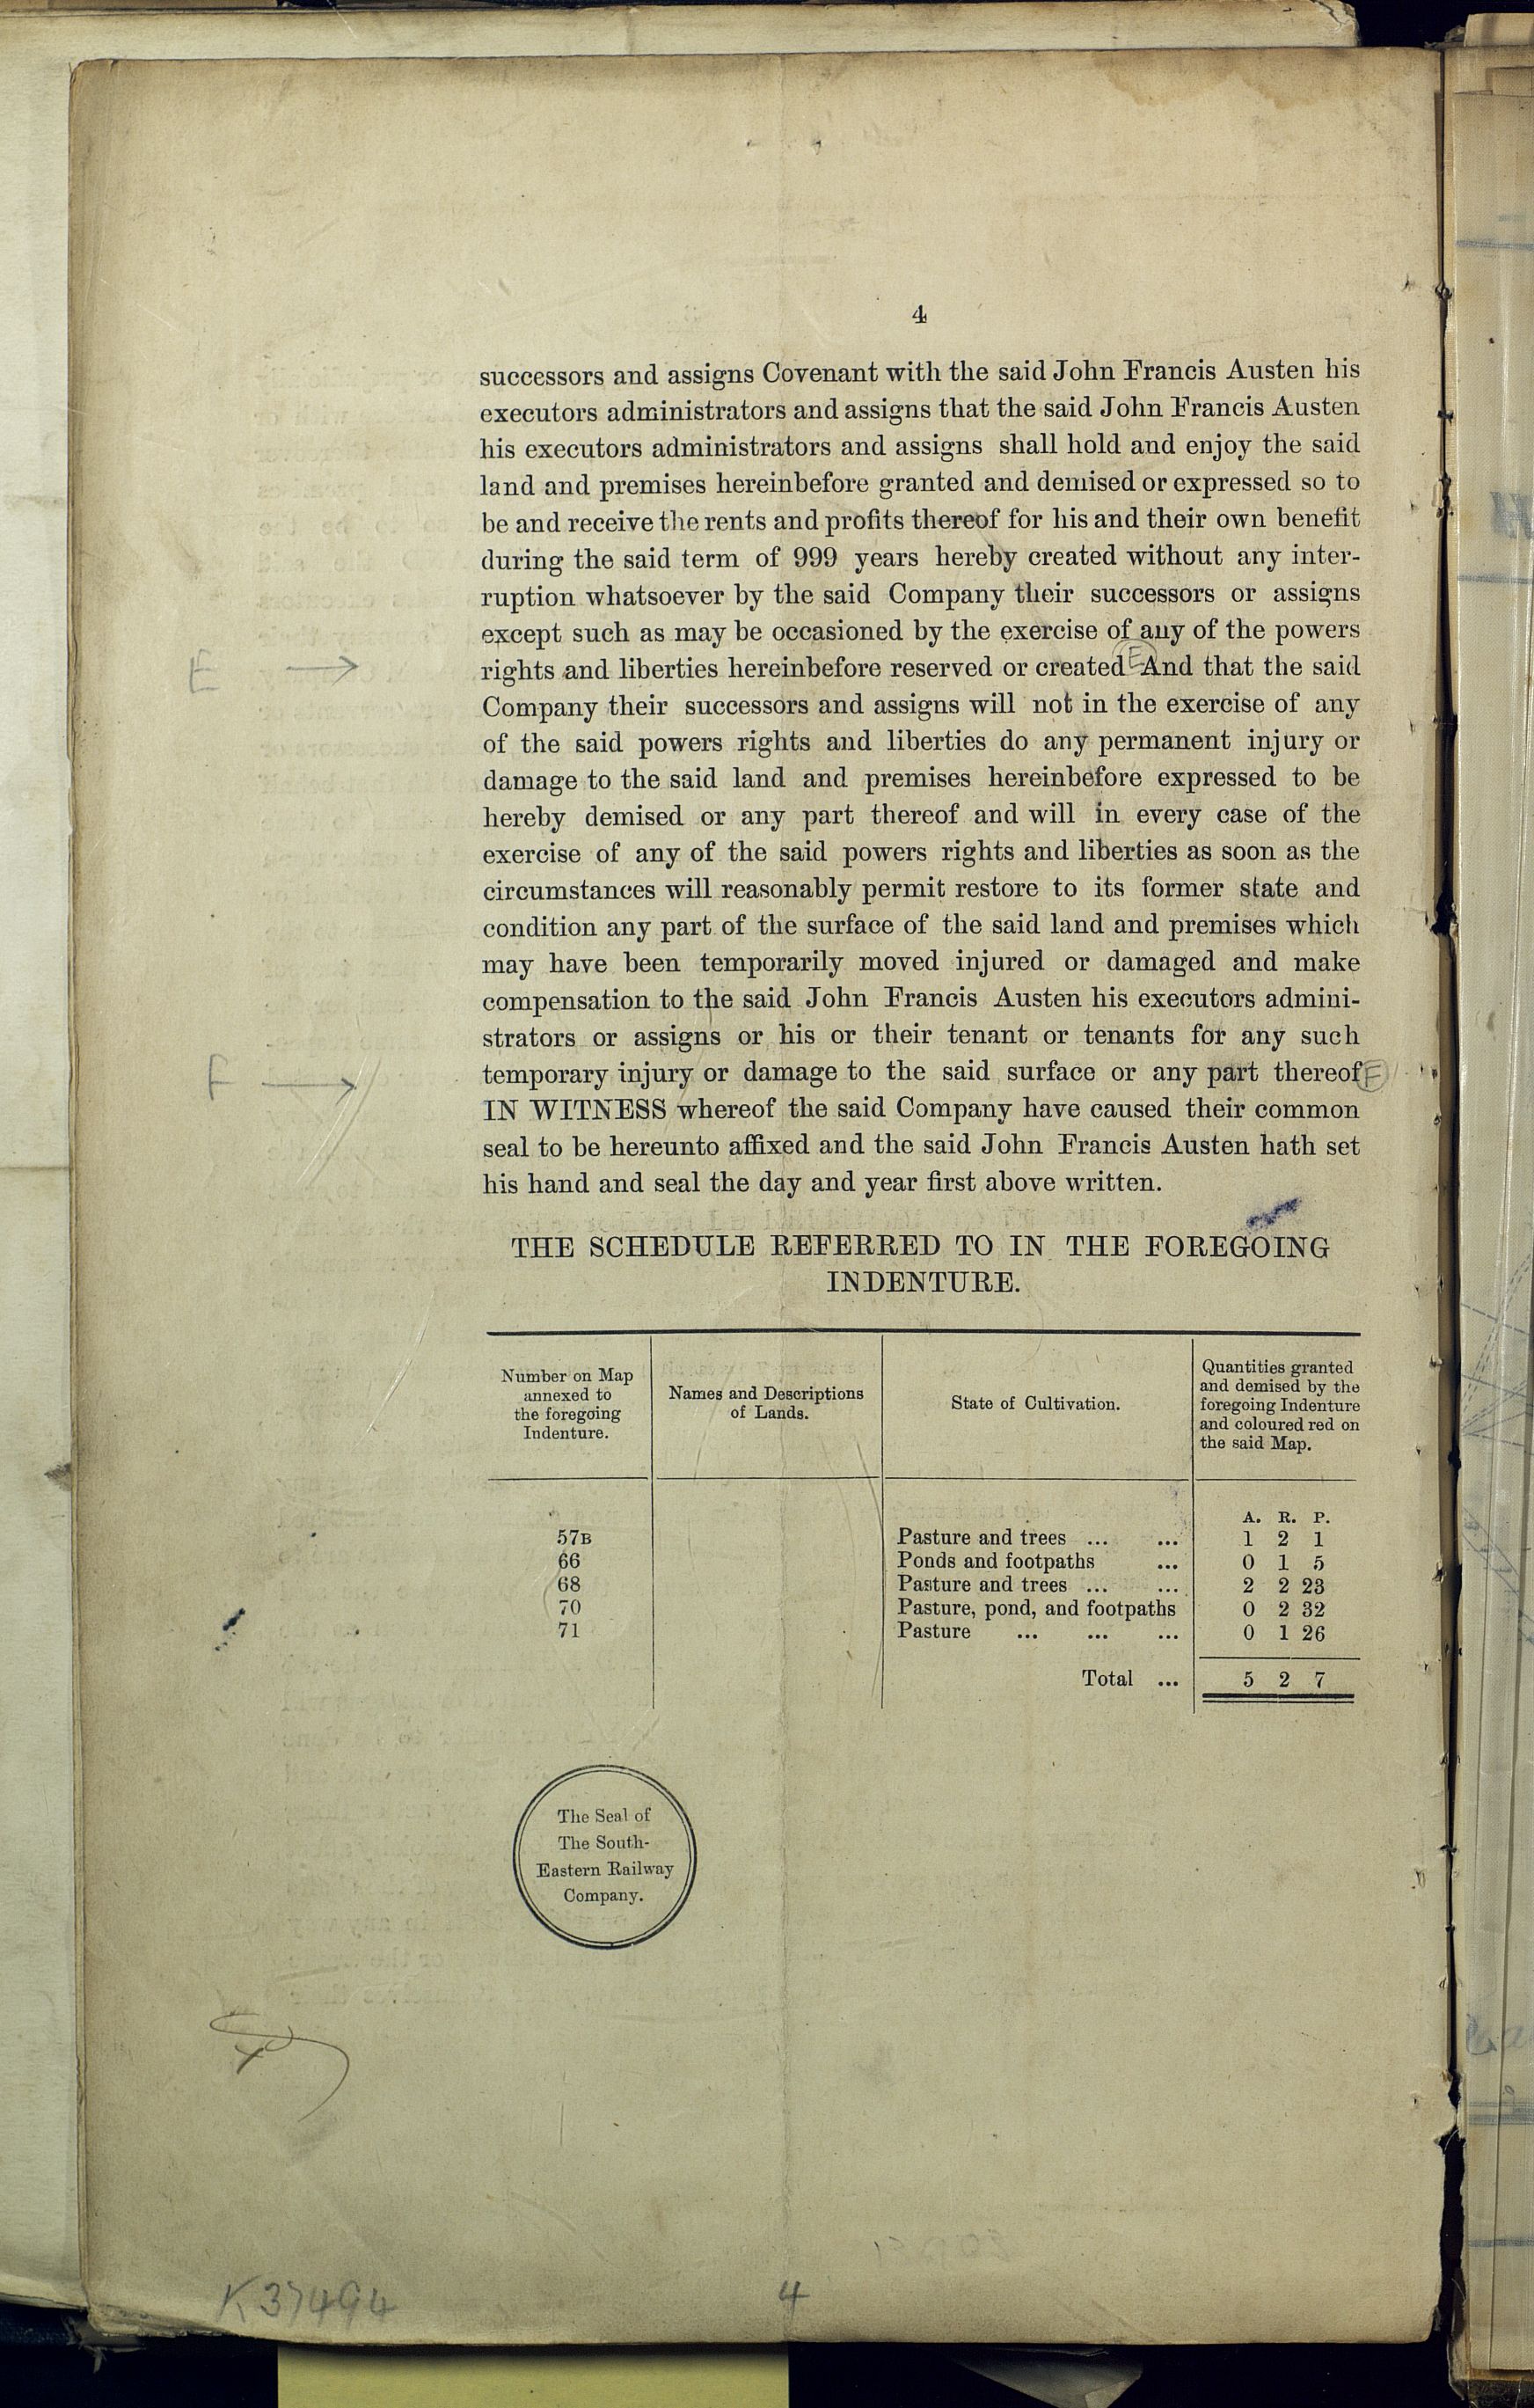 4
successors and assigns Covenant with the said John Francis Austen his
executors administrators and assigns that the said John Francis Austen
his executors administrators and assigns shall hold and enjoy the said
land and premises hereinbefore granted and demised or expressed so to
be and receive the rents and profits thereof for his and their own benefit
during the said term of 999 years hereby created without any inter-
ruption whatsoever by the said Company their successors or assigns
except such as may be occasioned by the exercise of any of the powers
E → rights and liberties hereinbefore reserved or created E And that the said
Company their successors and assigns will not in the exercise of any
of the said powers rights and liberties do any permanent injury or
damage to the said land and premises hereinbefore expressed to be
hereby demised or any part thereof and will in every case of the
exercise of any of the said powers rights and liberties as soon as the
circumstances will reasonably permit restore to its former state and
condition any part of the surface of the said land and premises which
may have been temporarily moved injured or damaged and make
compensation to the said John Francis Austen his executors admini-
strators or assigns or his or their tenant or tenants for any such
F → temporary injury or damage to the said surface or any part thereof
IN WITNESS whereof the said Company have caused their common
seal to be hereunto affixed and the said John Francis Austen hath set
his hand and seal the day and year first above written.
THE SCHEDULE REFERRED TO IN THE FOREGOING
INDENTURE.
Number on Map
annexed to
the foregoing
Indenture.
Names and Descriptions
of Lands.
State of Cultivation.
Quantities granted
and demised by the
foregoing Indenture
and coloured red on
the said Map.
A. R. P.
57B Pasture and trees ... ... 1 2 1
66 Ponds and footpaths ... 0 1 5
68 Pasture and trees ... ... 2 2 23
70 Pasture, pond, and footpaths 0 2 32
71 Pasture ... ... ... 0 1 26
Total ... 5 2 7
The Seal of
The South-
Eastern Railway
Company.
K37494
4